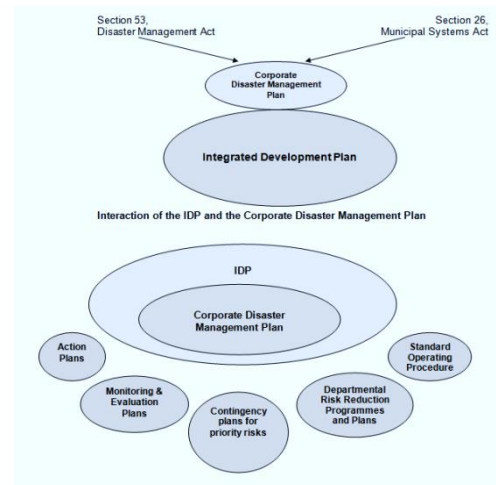 Section 53,
Disaster Management Act
Section 26,
Municipal Systems Act
Corporate
Disaster Management
Plan
Integrated Development Plan
Interaction of the IDP and the Corporate Disaster Management Plan
IDP
Corporate Disaster
Management Plan
Action
Plans
Monitoring &
Evaluation
Plans
Contingency
plans for
priority risks
Departmental
Risk Reduction
Programmes
and Plans
Standard
Operating
Procedure